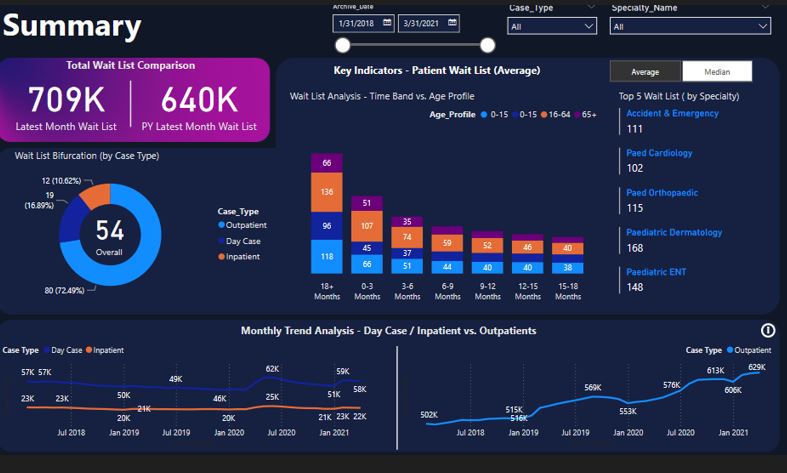 Summary
Archive_Date
1/31/2018
3/31/2021
Case_Type
All
Specialty_Name
All
Total Wait List Comparison
709K
640K
Latest Month Wait List
PY Latest Month Wait List
Key Indicators - Patient Wait List (Average)
Average
Median
Wait List Analysis - Time Band vs. Age Profile
Age_Profile 0-15 0-15 16-64 65+
66
136
96
118
51
107
45
66
35
74
37
51
59
44
52
40
46
40
40
38
18+ Months
0-3 Months
3-6 Months
6-9 Months
9-12 Months
12-15 Months
15-18 Months
Top 5 Wait List ( by Specialty)
Accident & Emergency
111
Paed Cardiology
102
Paed Orthopaedic
115
Paediatric Dermatology
168
Paediatric ENT
148
Wait List Bifurcation (by Case Type)
12 (10.62%)
19
(16.89%)
54
Overall
80 (72.49%)
Case_Type
Outpatient
Day Case
Inpatient
Monthly Trend Analysis - Day Case / Inpatient vs. Outpatients
Case Type Day Case Inpatient
57K 57K 50K 49K 46K 62K 51K 59K 58K
23K 23K 20K 21K 20K 25K 21K 23K 22K
Jul 2018 Jan 2019 Jul 2019 Jan 2020 Jul 2020 Jan 2021
Case Type Outpatient
502K 515K 516K 569K 553K 576K 613K 606K 629K
Jul 2018 Jan 2019 Jul 2019 Jan 2020 Jul 2020 Jan 2021